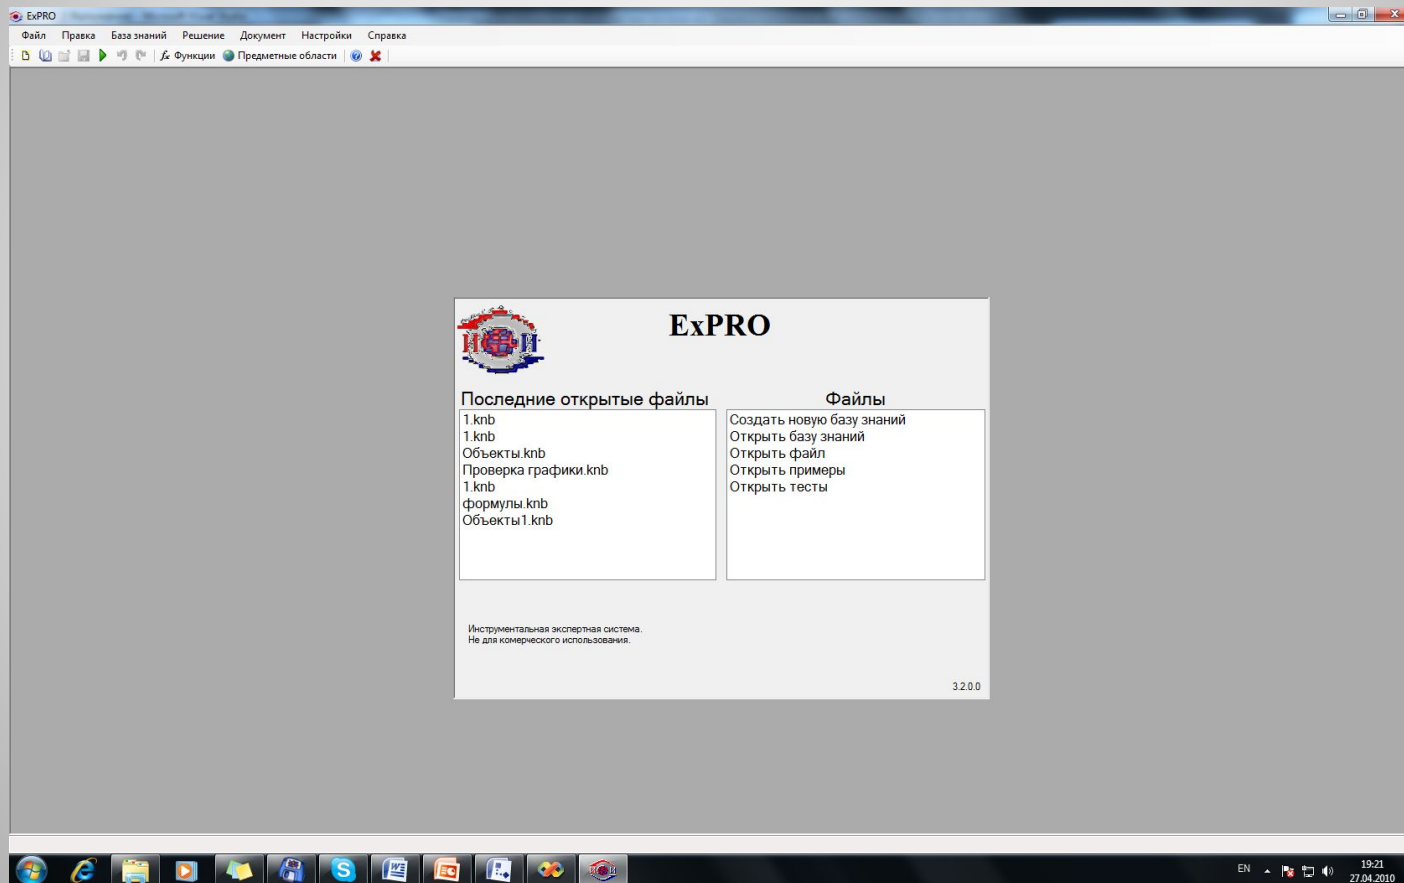 ExPRO
Файл Правка База знаний Решение Документ Настройки Справка
fx Функции Предметные области
ExPRO
И И
Последние открытые файлы
1.knb
1.knb
Объекты.knb
Проверка графики.knb
1.knb
формулы.knb
Объекты1.knb
Файлы
Создать новую базу знаний
Открыть базу знаний
Открыть файл
Открыть примеры
Открыть тесты
Инструментальная экспертная система.
Не для комерческого использования.
3.2.0.0
EN
19:21
27.04.2010